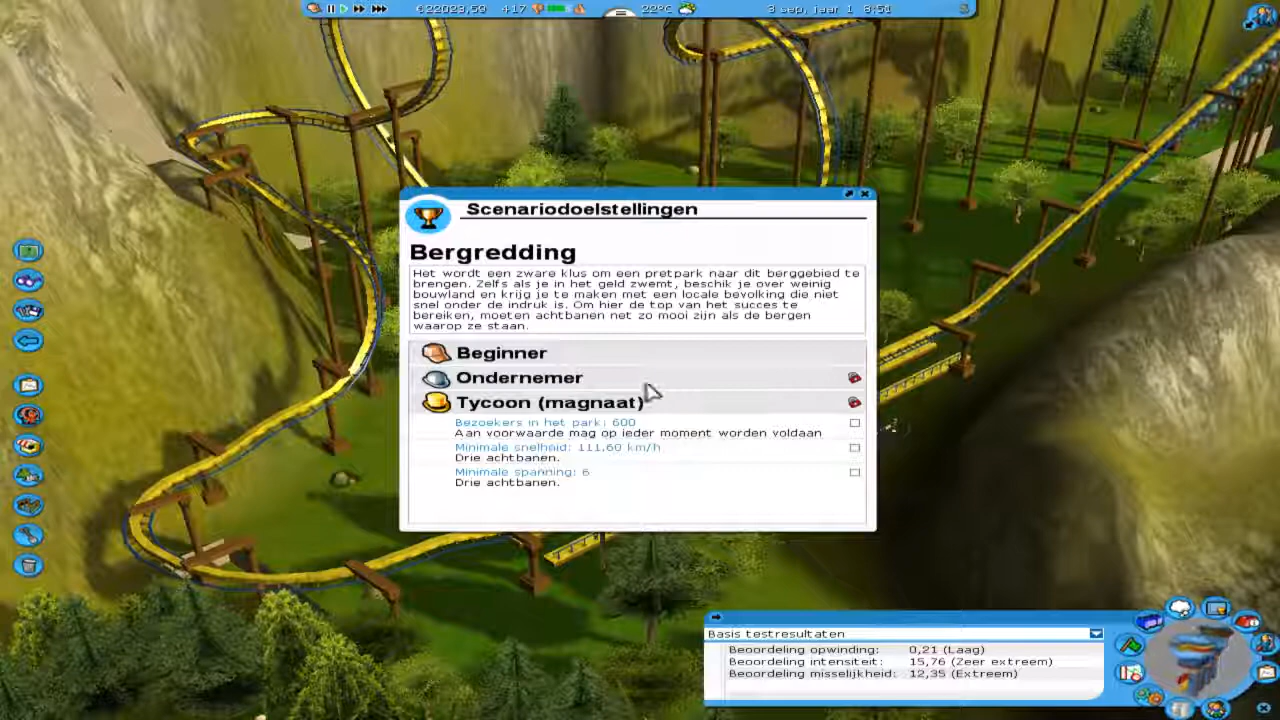 €22029,50 417 22°C 3 sep, jaar 1 8:51
Scenariodoelstellingen
Bergredding
Het wordt een zware klus om een pretpark naar dit berggebied te
brengen. Zelfs als je in het geld zwemt, beschik je over weinig
bouwland en krijg je te maken met een locale bevolking die niet
snel onder de indruk is. Om hier de top van het succes te
bereiken, moeten achtbanen net zo mooi zijn als de bergen
waarop ze staan.
Beginner
Ondernemer
Tycoon (magnaat)
Bezoekers in het park: 600
Aan voorwaarde mag op ieder moment worden voldaan
Minimale snelheid: 111,60 km/h
Drie achtbanen.
Minimale spanning: 6
Drie achtbanen.
Basis testresultaten
Beoordeling opwinding: 0,21 (Laag)
Beoordeling intensiteit: 15,76 (Zeer extreem)
Beoordeling misselijkheid: 12,35 (Extreem)